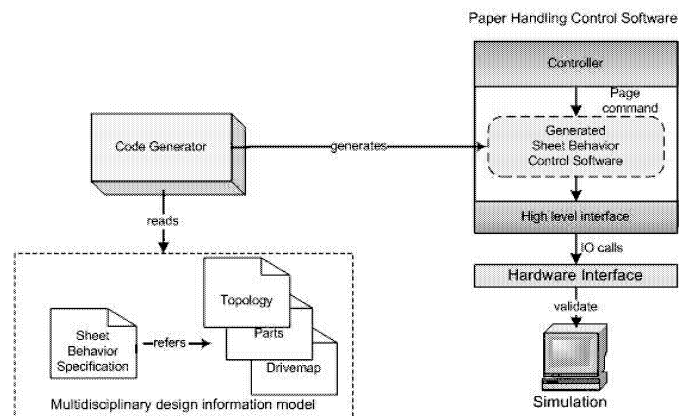 Paper Handling Control Software
Controller
Page
command
Code Generator
generates
Generated
Sheet Behavior
Control Software
reads
High level interface
IO calls
Hardware Interface
validate
Topology
Parts
Drivemap
Sheet
Behavior
Specification
refers
Multidisciplinary design information model
Simulation